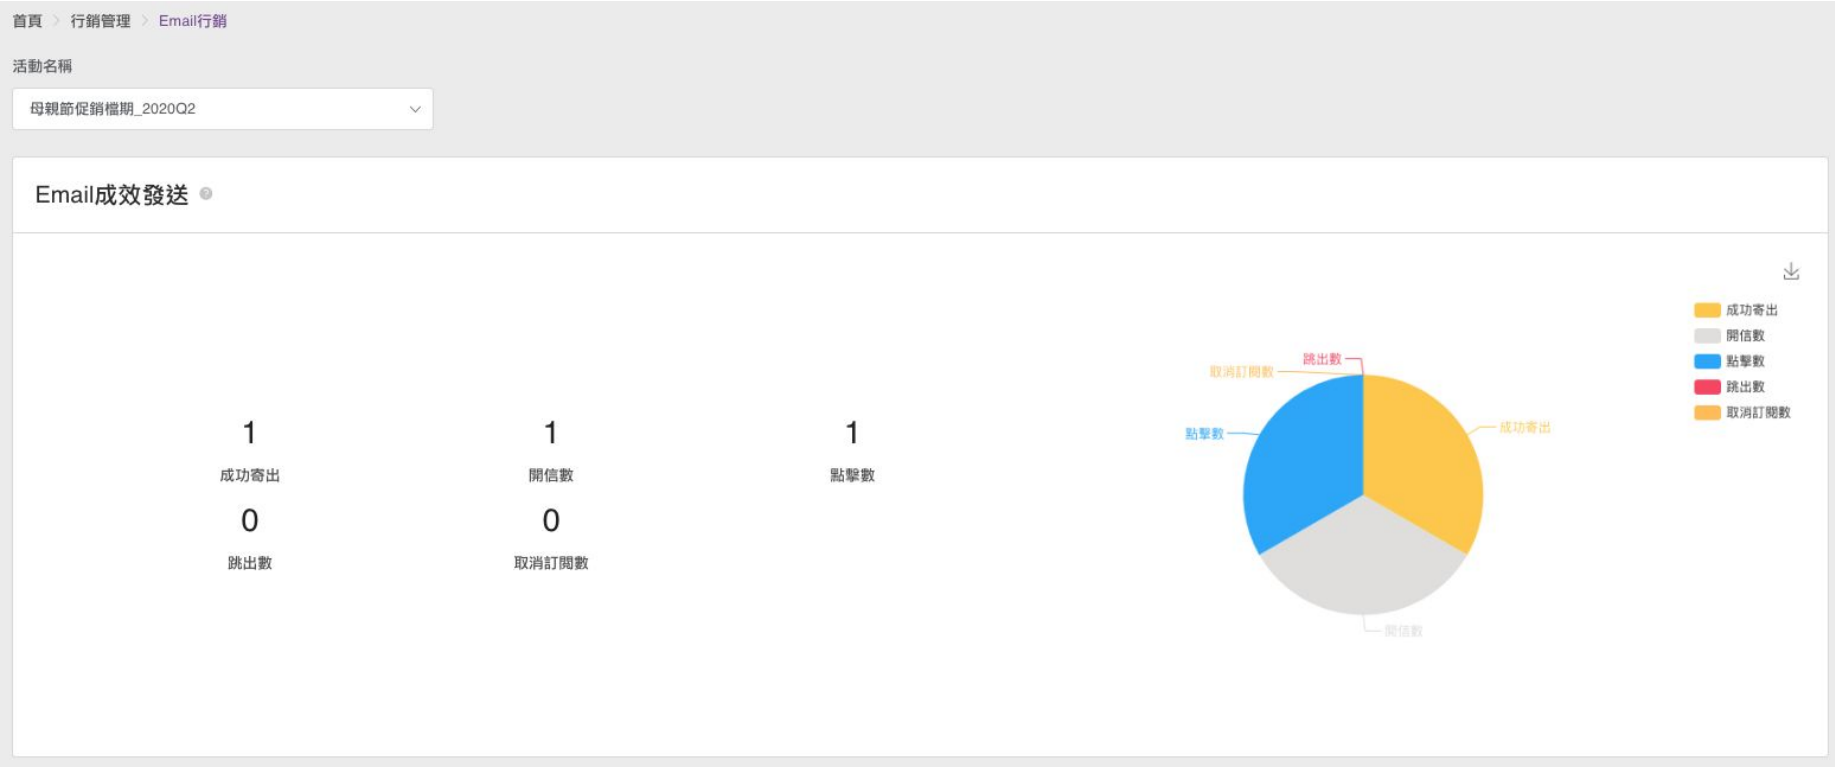 首頁 > 行銷管理 > Email行銷
活動名稱
母親節促銷檔期_2020Q2
Email成效發送 ?
1
成功寄出
1
開信數
1
點擊數
0
跳出數
0
取消訂閱數
跳出數
取消訂閱數
點擊數
成功寄出
開信數
成功寄出
開信數
點擊數
跳出數
取消訂閱數